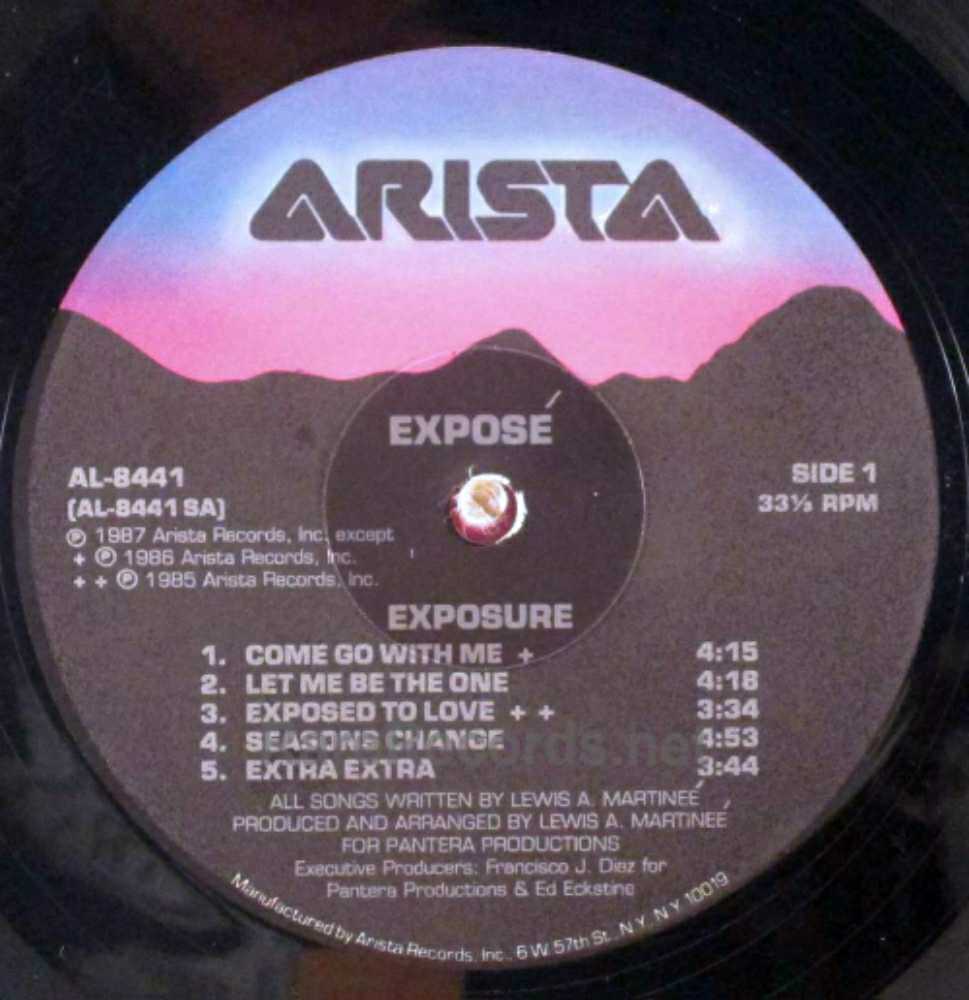 ARISTA
EXPOSÉ
AL-8441
SIDE 1
(AL-8441 SA)
33⅓ RPM
Ⓟ 1987 Arista Records, Inc. except
+ Ⓟ 1986 Arista Records, Inc.
+ + Ⓟ 1985 Arista Records, Inc.
EXPOSURE
1. COME GO WITH ME + 4:15
2. LET ME BE THE ONE 4:18
3. EXPOSED TO LOVE + + 3:34
4. SEASONS CHANGE 4:53
5. EXTRA EXTRA 3:44
ALL SONGS WRITTEN BY LEWIS A. MARTINEÉ
PRODUCED AND ARRANGED BY LEWIS A. MARTINEÉ
FOR PANTERA PRODUCTIONS
Executive Producers: Francisco J. Diaz for
Pantera Productions & Ed Eckstine
Manufactured by Arista Records, Inc., 6 W. 57th St., N.Y., N.Y. 10019